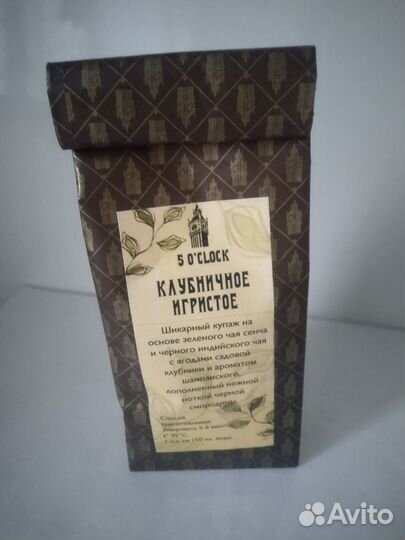 5 O'CLOCK
КЛУБНИЧНОЕ
ИГРИСТОЕ
Шикарный купаж на
основе зеленого чая сенча
и черного индийского чая
с ягодами садовой
клубники и ароматом
шампанского,
дополненный нежной
ноткой черной
смородины.
Способ
приготовления:
Заваривать 5-6 минут
t° 95°C,
1 ч.л. на 150 мл. воды
Avito